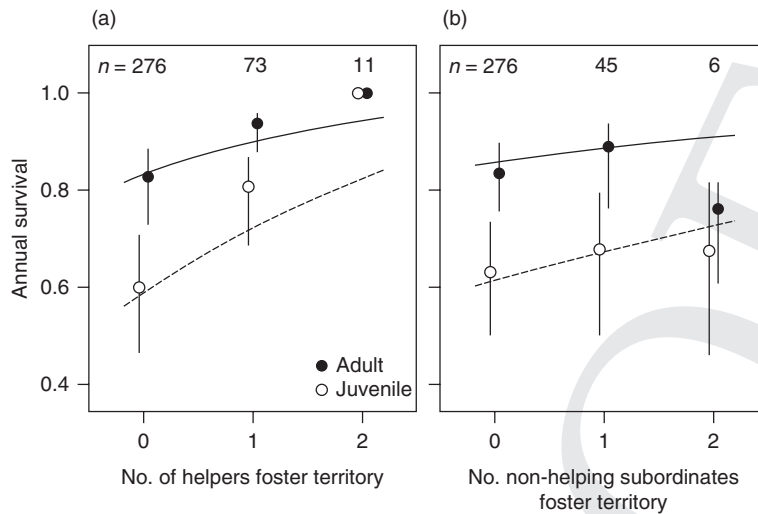 (a)
n = 276 73 11
1.0
0.8
0.6
0.4
Annual survival
Adult
Juvenile
0 1 2
No. of helpers foster territory
(b)
n = 276 45 6
0 1 2
No. non-helping subordinates
foster territory